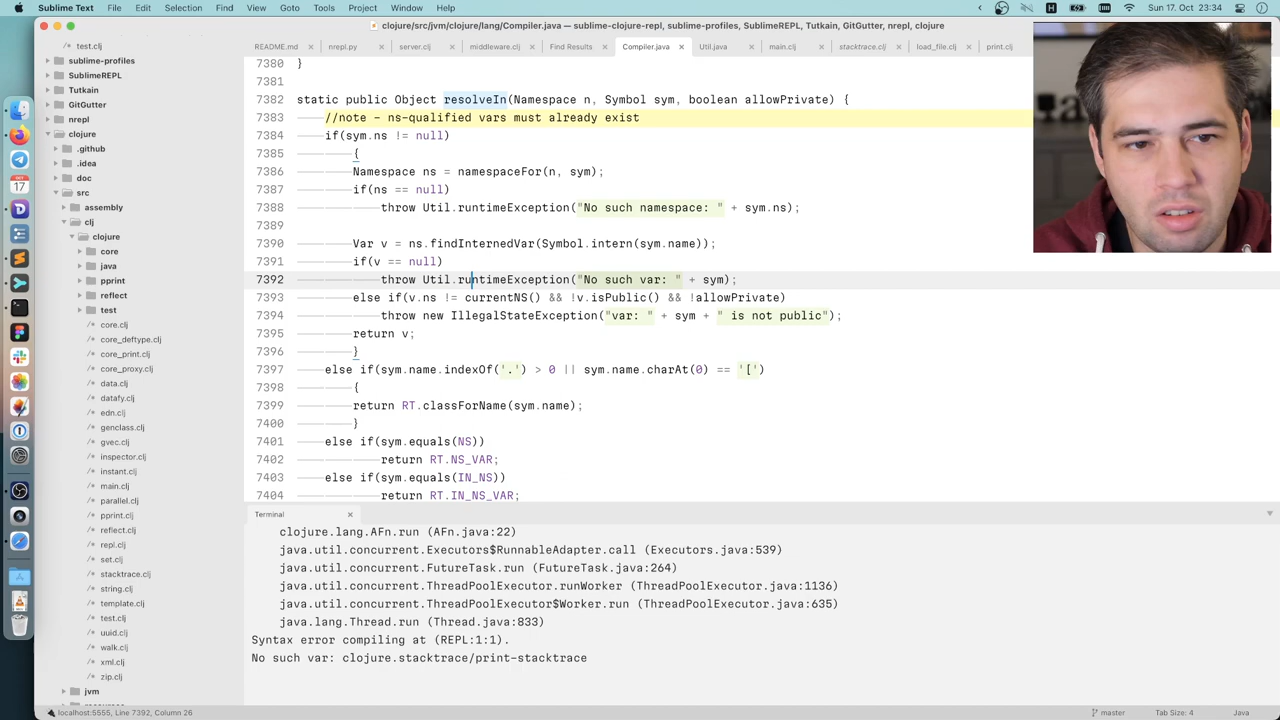 Sublime Text File Edit Selection Find View Goto Tools Project Window Help
Sun 17. Oct 23:34
clojure/src/jvm/clojure/lang/Compiler.java — sublime-clojure-repl, sublime-profiles, SublimeREPL, Tutkain, GitGutter, nrepl, clojure
README.md nrepl.py server.clj middleware.clj Find Results Compiler.java Util.java main.clj stacktrace.clj load_file.clj print.clj
test.clj
sublime-profiles
SublimeREPL
Tutkain
GitGutter
nrepl
clojure
.github
.idea
doc
src
assembly
clj
clojure
core
java
pprint
reflect
test
core.clj
core_deftype.clj
core_print.clj
core_proxy.clj
data.clj
datafy.clj
edn.clj
genclass.clj
gvec.clj
inspector.clj
instant.clj
main.clj
parallel.clj
pprint.clj
reflect.clj
repl.clj
set.clj
stacktrace.clj
string.clj
template.clj
test.clj
uuid.clj
walk.clj
xml.clj
zip.clj
jvm
7380 }
7381
7382 static public Object resolveIn(Namespace n, Symbol sym, boolean allowPrivate) {
7383 //note - ns-qualified vars must already exist
7384 if(sym.ns != null)
7385 {
7386 Namespace ns = namespaceFor(n, sym);
7387 if(ns == null)
7388 throw Util.runtimeException("No such namespace: " + sym.ns);
7389
7390 Var v = ns.findInternedVar(Symbol.intern(sym.name));
7391 if(v == null)
7392 throw Util.runtimeException("No such var: " + sym);
7393 else if(v.ns != currentNS() && !v.isPublic() && !allowPrivate)
7394 throw new IllegalStateException("var: " + sym + " is not public");
7395 return v;
7396 }
7397 else if(sym.name.indexOf('.') > 0 || sym.name.charAt(0) == '[')
7398 {
7399 return RT.classForName(sym.name);
7400 }
7401 else if(sym.equals(NS))
7402 return RT.NS_VAR;
7403 else if(sym.equals(IN_NS))
7404 return RT.IN_NS_VAR;
Terminal
clojure.lang.AFn.run (AFn.java:22)
java.util.concurrent.Executors$RunnableAdapter.call (Executors.java:539)
java.util.concurrent.FutureTask.run (FutureTask.java:264)
java.util.concurrent.ThreadPoolExecutor.runWorker (ThreadPoolExecutor.java:1136)
java.util.concurrent.ThreadPoolExecutor$Worker.run (ThreadPoolExecutor.java:635)
java.lang.Thread.run (Thread.java:833)
Syntax error compiling at (REPL:1:1).
No such var: clojure.stacktrace/print-stacktrace
localhost:5555, Line 7392, Column 26
master
Tab Size: 4
Java